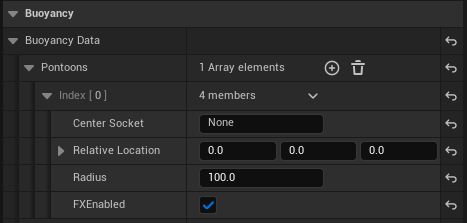 Buoyancy
Buoyancy Data
Pontoons 1 Array elements
Index [ 0 ] 4 members
Center Socket None
Relative Location 0.0 0.0 0.0
Radius 100.0
FXEnabled